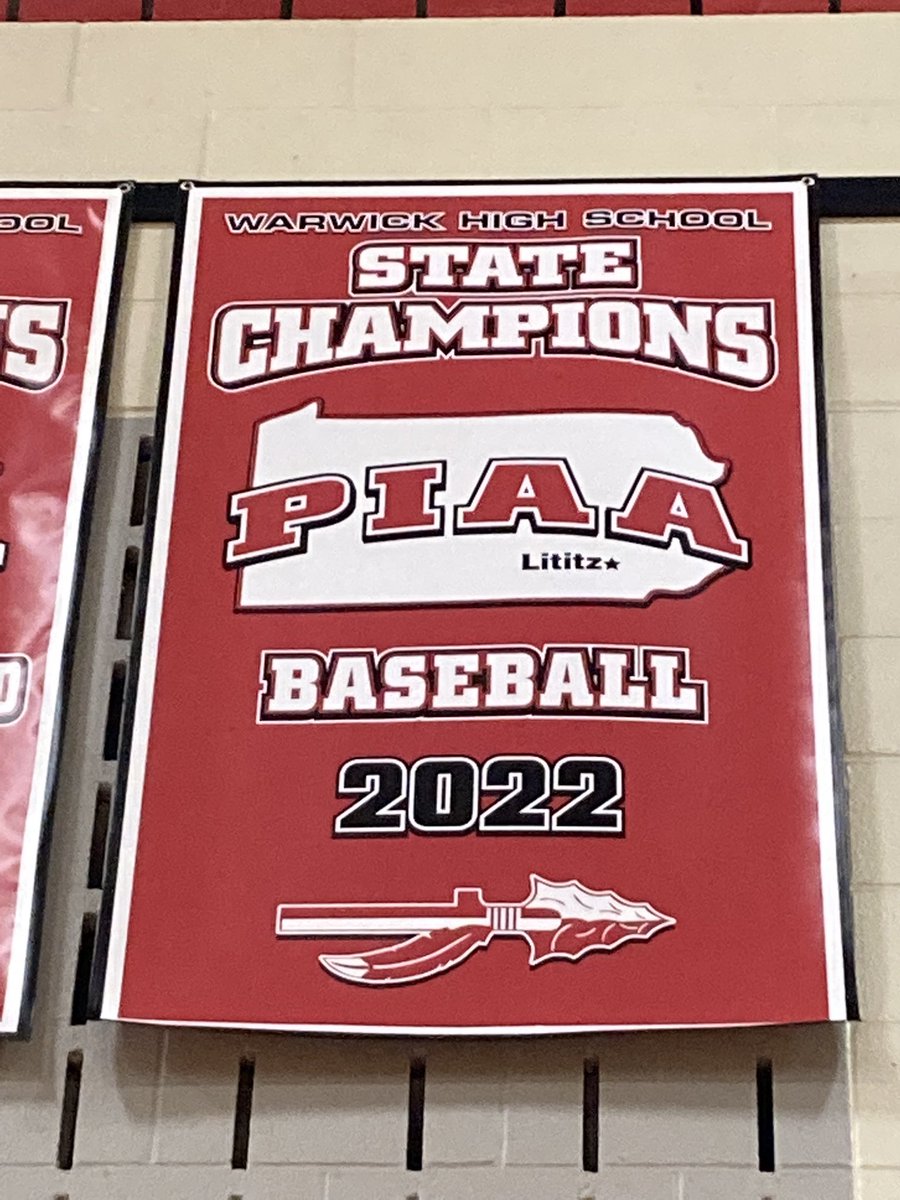 WARWICK HIGH SCHOOL
STATE
CHAMPIONS
PIAA
Lititz
BASEBALL
2022